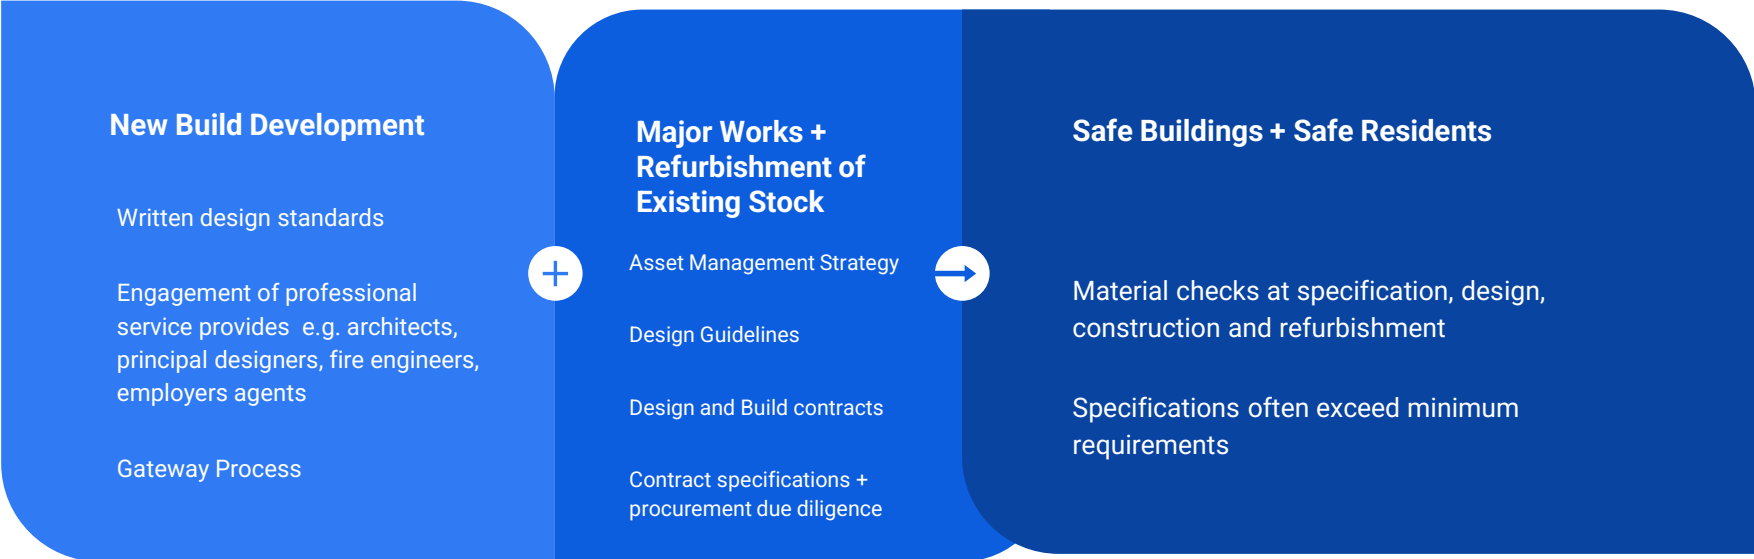 New Build Development
Written design standards
Engagement of professional
service provides e.g. architects,
principal designers, fire engineers,
employers agents
Gateway Process
Major Works +
Refurbishment of
Existing Stock
Asset Management Strategy
Design Guidelines
Design and Build contracts
Contract specifications +
procurement due diligence
Safe Buildings + Safe Residents
Material checks at specification, design,
construction and refurbishment
Specifications often exceed minimum
requirements